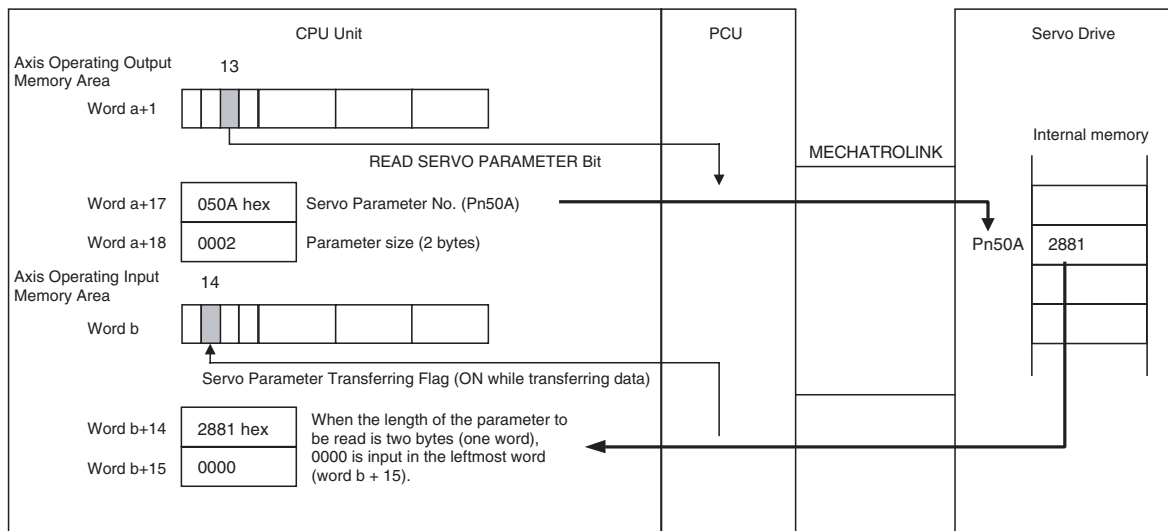 CPU Unit
PCU
Servo Drive
Axis Operating Output
Memory Area
13
Word a+1
READ SERVO PARAMETER Bit
MECHATROLINK
Internal memory
Word a+17
050A hex
Servo Parameter No. (Pn50A)
Word a+18
0002
Parameter size (2 bytes)
Pn50A
2881
Axis Operating Input
Memory Area
14
Word b
Servo Parameter Transferring Flag (ON while transferring data)
Word b+14
2881 hex
Word b+15
0000
When the length of the parameter to
be read is two bytes (one word),
0000 is input in the leftmost word
(word b + 15).